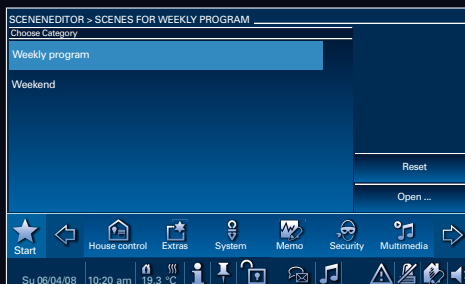 SCENENEDITOR > SCENES FOR WEEKLY PROGRAM
Choose Category
Weekly program
Weekend
Reset
Open ...
Start
House control
Extras
System
Memo
Security
Multimedia
Su 06/04/08
10:20 am
19.3 °C